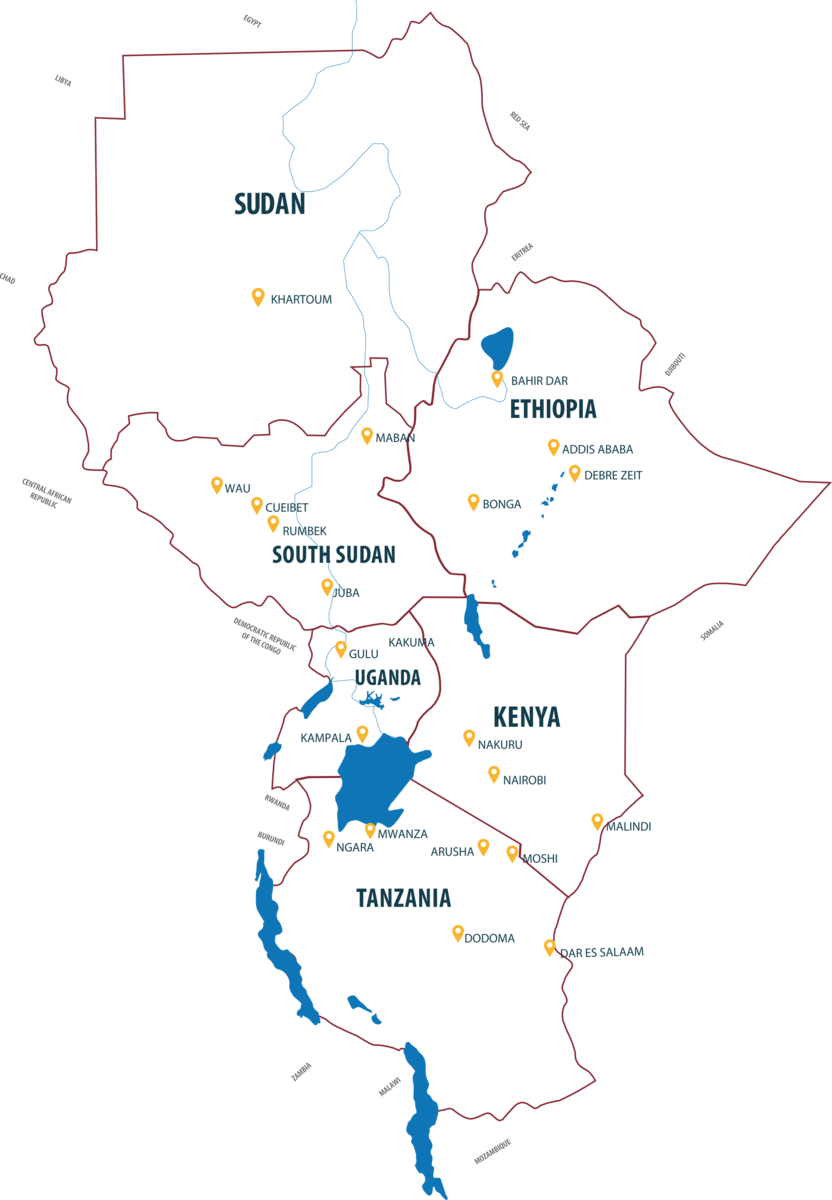 EGYPT
LIBYA
RED SEA
SUDAN
ERITREA
CHAD
KHARTOUM
DJIBOUTI
BAHIR DAR
ETHIOPIA
MABAN
ADDIS ABABA
DEBRE ZEIT
WAU
CENTRAL AFRICAN
REPUBLIC
CUEIBET
BONGA
RUMBEK
SOUTH SUDAN
JUBA
DEMOCRATIC REPUBLIC
OF THE CONGO
SOMALIA
KAKUMA
GULU
UGANDA
KENYA
KAMPALA
NAKURU
NAIROBI
RWANDA
MALINDI
MWANZA
BURUNDI
NGARA
ARUSHA
MOSHI
TANZANIA
DODOMA
DAR ES SALAAM
ZAMBIA
MALAWI
MOZAMBIQUE